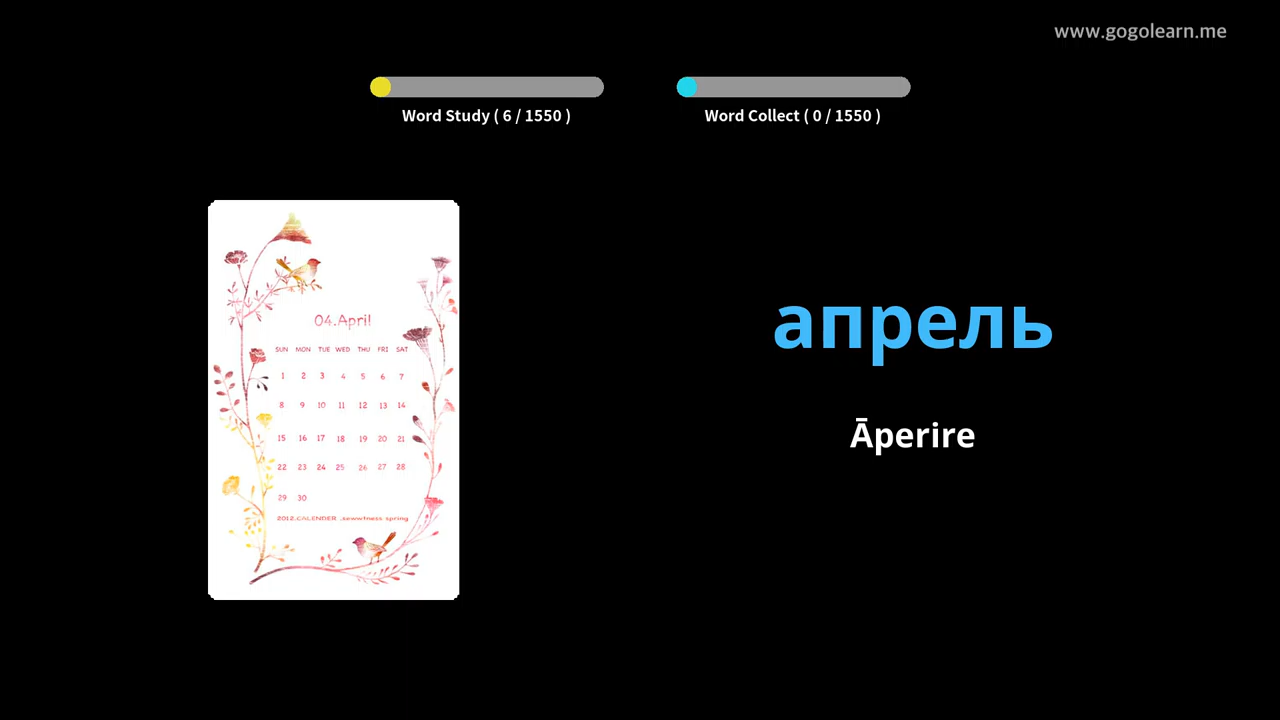 www.gogolearn.me
Word Study ( 6 / 1550 )
Word Collect ( 0 / 1550 )
04.April
SUN MON TUE WED THU FRI SAT
1 2 3 4 5 6 7
8 9 10 11 12 13 14
15 16 17 18 19 20 21
22 23 24 25 26 27 28
29 30
2012.CALENDER .sewwtness spring
апрель
Āperire